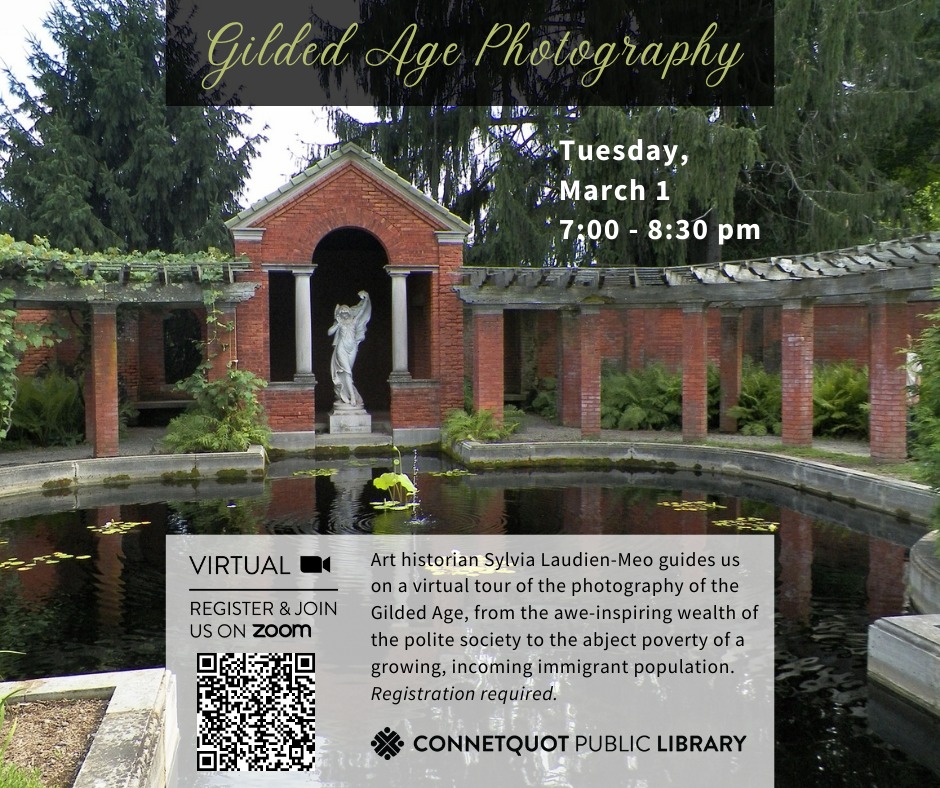 Gilded Age Photography
Tuesday,
March 1
7:00 - 8:30 pm
VIRTUAL
REGISTER & JOIN
US ON zoom
Art historian Sylvia Laudien-Meo guides us
on a virtual tour of the photography of the
Gilded Age, from the awe-inspiring wealth of
the polite society to the abject poverty of a
growing, incoming immigrant population.
Registration required.
CONNETQUOT PUBLIC LIBRARY